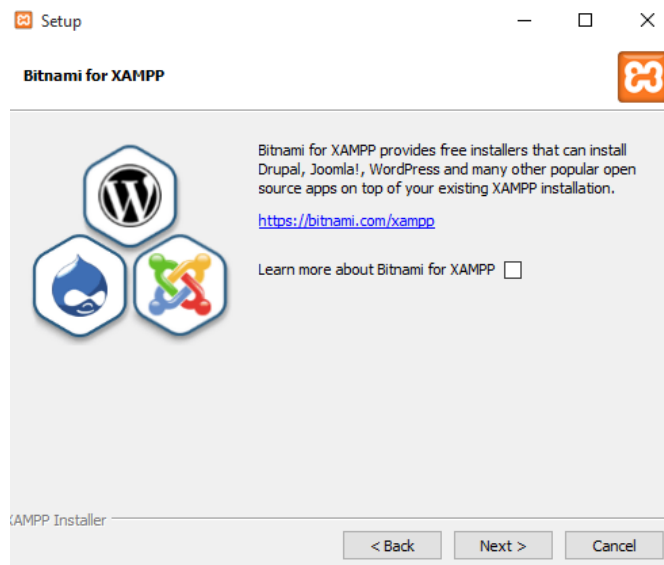 Setup
Bitnami for XAMPP
Bitnami for XAMPP provides free installers that can install
Drupal, Joomla!, WordPress and many other popular open
source apps on top of your existing XAMPP installation.
https://bitnami.com/xampp
Learn more about Bitnami for XAMPP
XAMPP Installer
< Back Next > Cancel